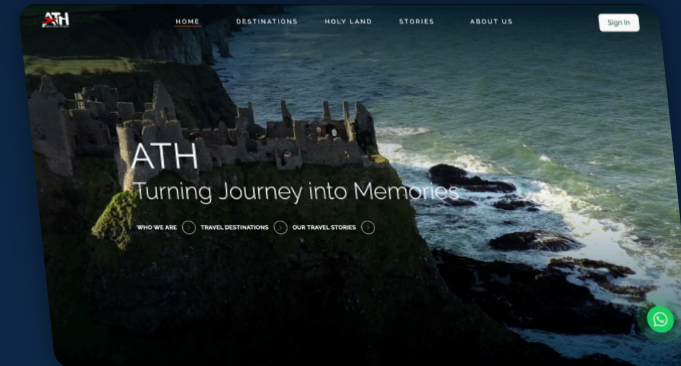 ATH
HOME
DESTINATIONS
HOLY LAND
STORIES
ABOUT US
Sign In
ATH
Turning Journey into Memories
WHO WE ARE
TRAVEL DESTINATIONS
OUR TRAVEL STORIES